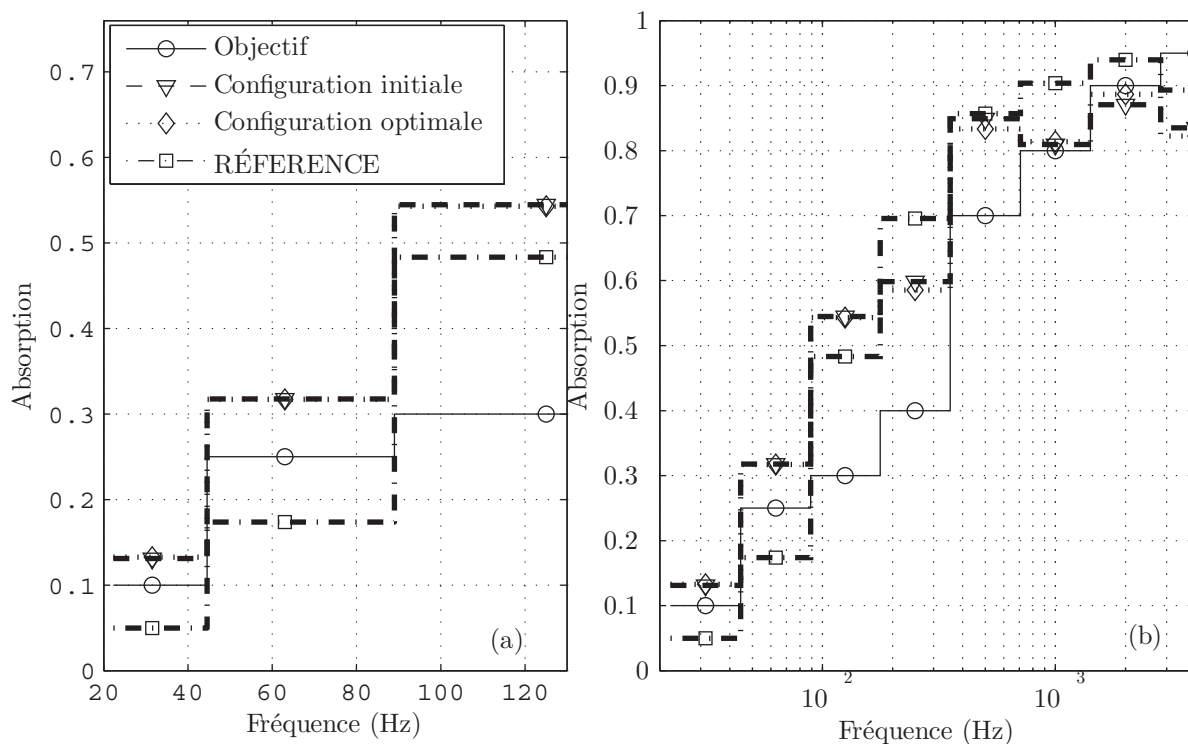 Objectif
Configuration initiale
Configuration optimale
RÉFERENCE
0.7
0.6
0.5
0.4
0.3
0.2
0.1
0
20
40
60
80
100
120
Absorption
Fréquence (Hz)
(a)
1
0.9
0.8
0.7
0.6
0.5
0.4
0.3
0.2
0.1
0
10 2
10 3
Absorption
Fréquence (Hz)
(b)